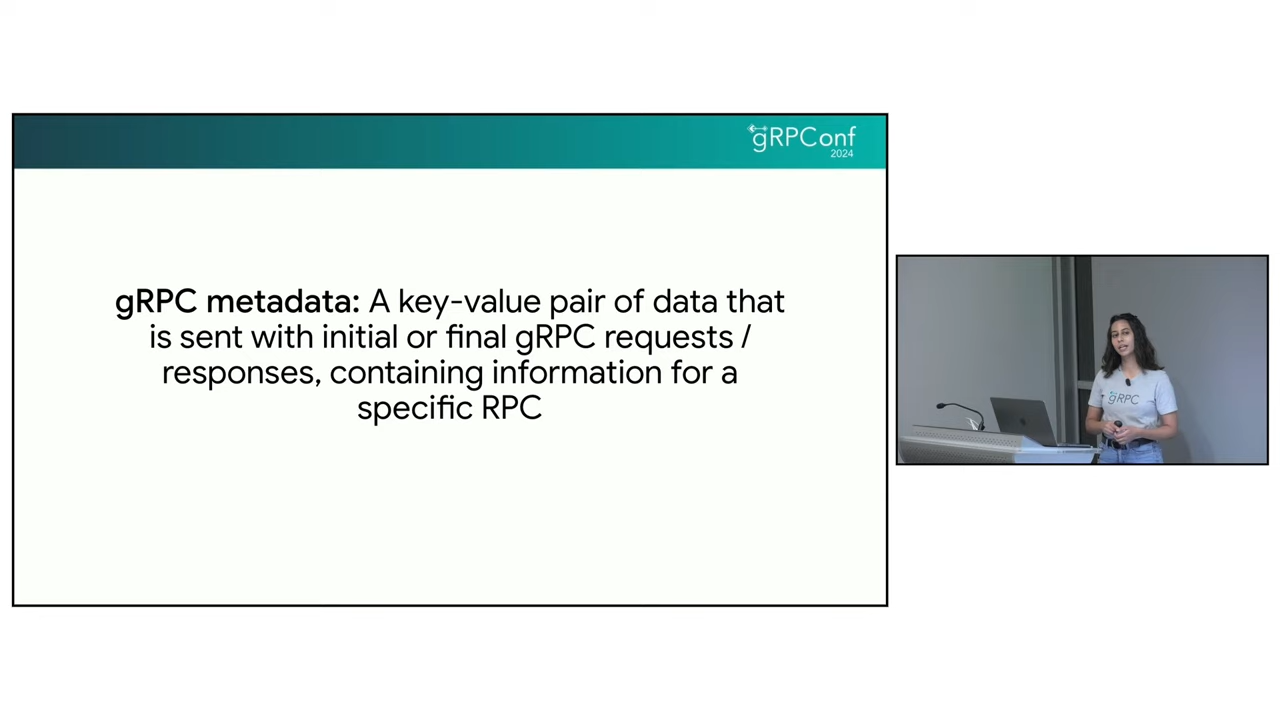 gRPConf
2024
gRPC metadata: A key-value pair of data that
is sent with initial or final gRPC requests /
responses, containing information for a
specific RPC
gRPC